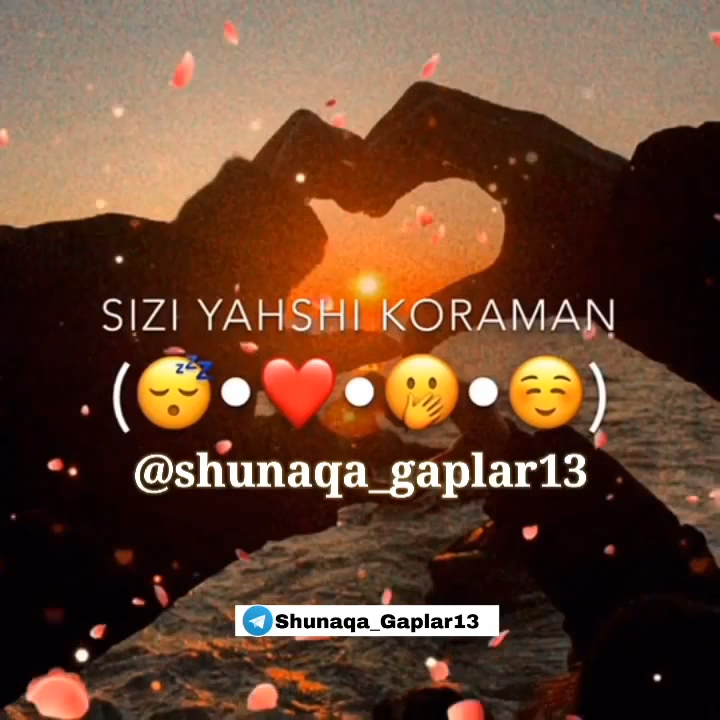 SIZI YAHSHI KORAMAN
(😴•❤️•🤭•☺️)
@shunaqa_gaplar13
Shunaqa_Gaplar13